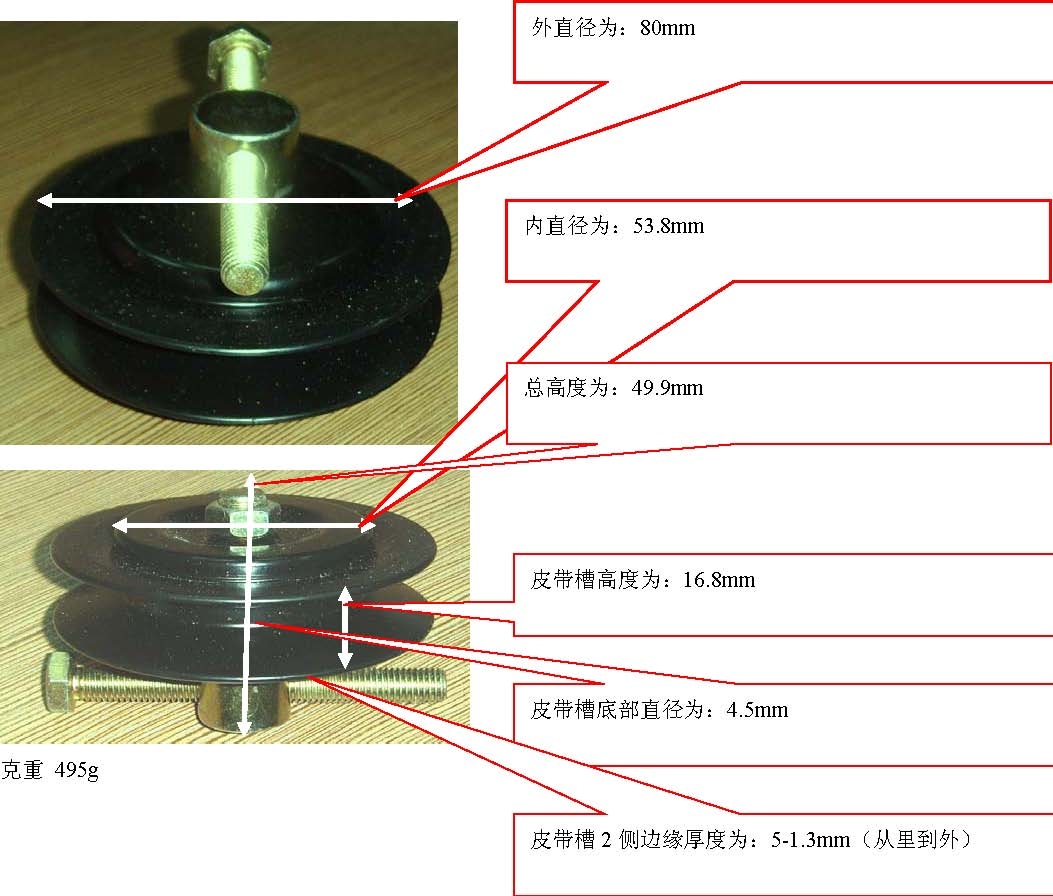 外直径为：80mm
内直径为：53.8mm
总高度为：49.9mm
皮带槽高度为：16.8mm
皮带槽底部直径为：4.5mm
克重 495g
皮带槽 2 侧边缘厚度为：5-1.3mm（从里到外）